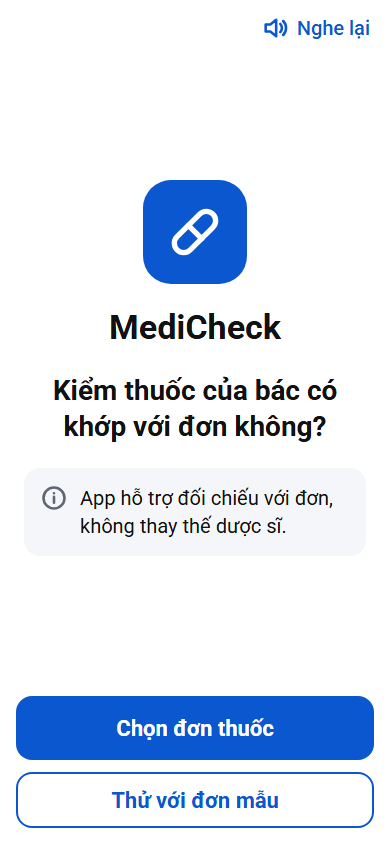 Nghe lại
MediCheck
Kiểm thuốc của bác có
khớp với đơn không?
App hỗ trợ đối chiếu với đơn,
không thay thế dược sĩ.
Chọn đơn thuốc
Thử với đơn mẫu